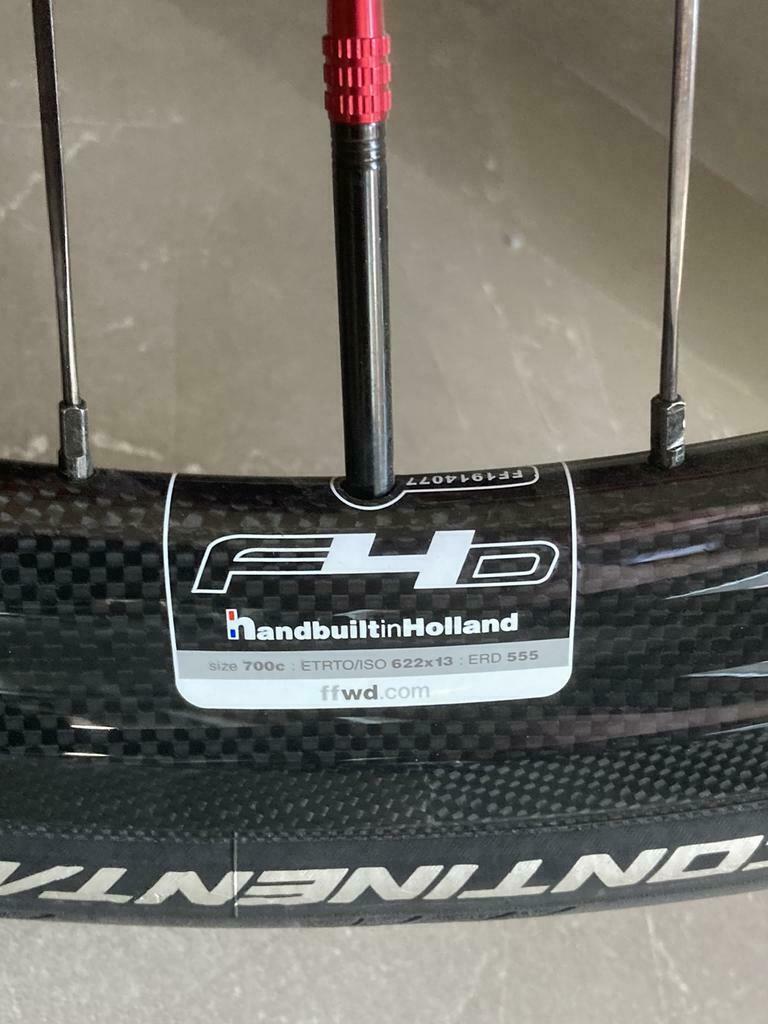 FF1914077
F4D
handbuiltinHolland
size 700c : ETRTO/ISO 622x13 : ERD 555
ffwd.com
CONTINENTA